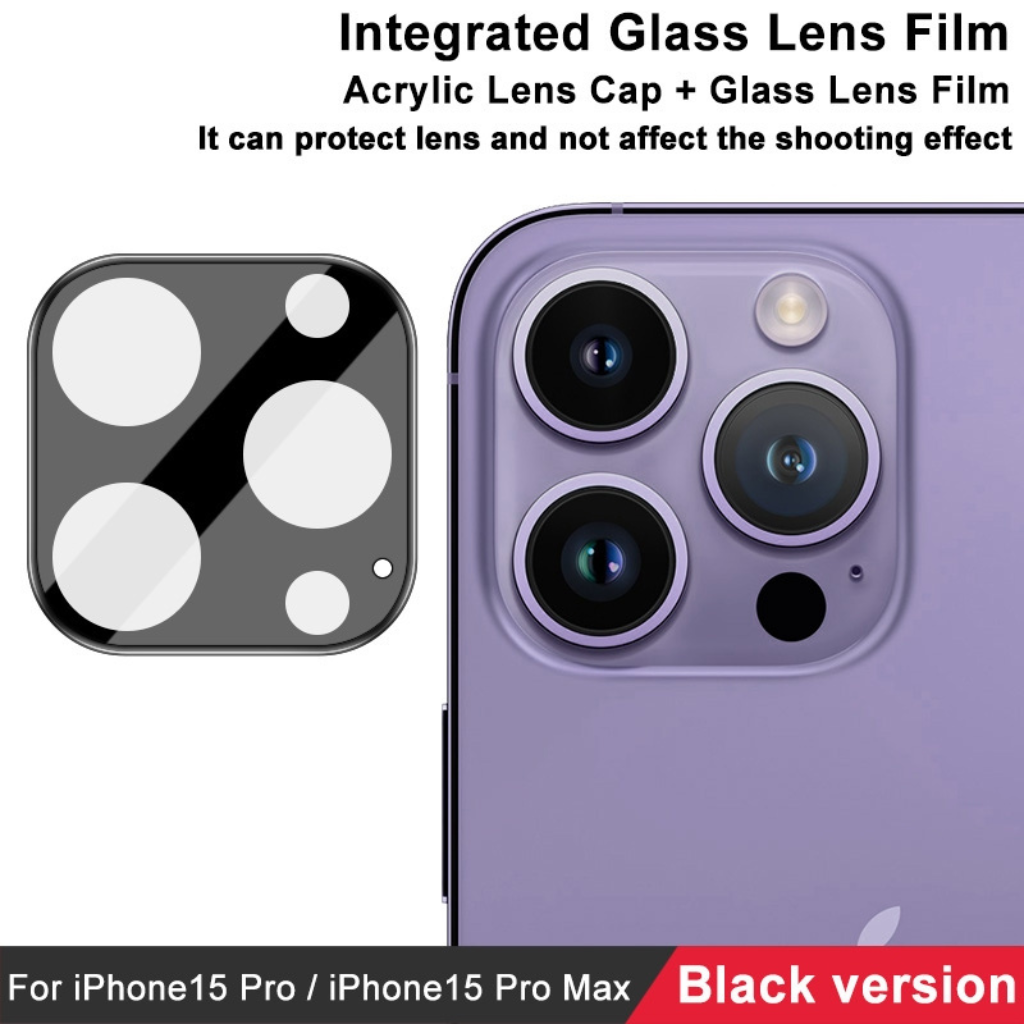 Integrated Glass Lens Film
Acrylic Lens Cap + Glass Lens Film
It can protect lens and not affect the shooting effect
For iPhone15 Pro / iPhone15 Pro Max
Black version